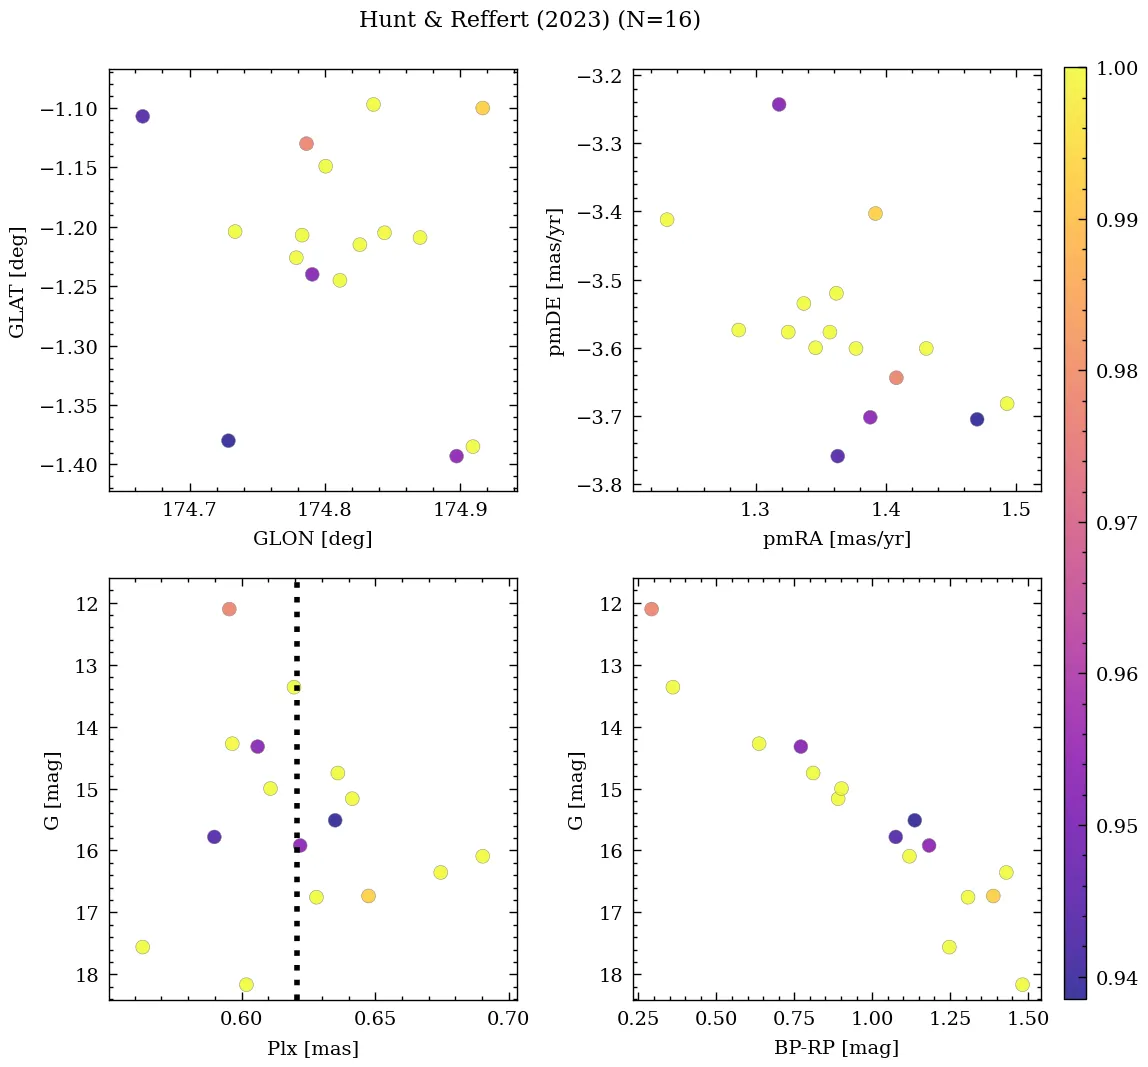 Hunt & Reffert (2023) (N=16)
−1.10
−1.15
−1.20
−1.25
−1.30
−1.35
−1.40
GLAT [deg]
174.7 174.8 174.9
GLON [deg]
−3.2
−3.3
−3.4
−3.5
−3.6
−3.7
−3.8
pmDE [mas/yr]
1.3 1.4 1.5
pmRA [mas/yr]
12
13
14
15
16
17
18
G [mag]
0.60 0.65 0.70
Plx [mas]
12
13
14
15
16
17
18
G [mag]
0.25 0.50 0.75 1.00 1.25 1.50
BP-RP [mag]
1.00
0.99
0.98
0.97
0.96
0.95
0.94